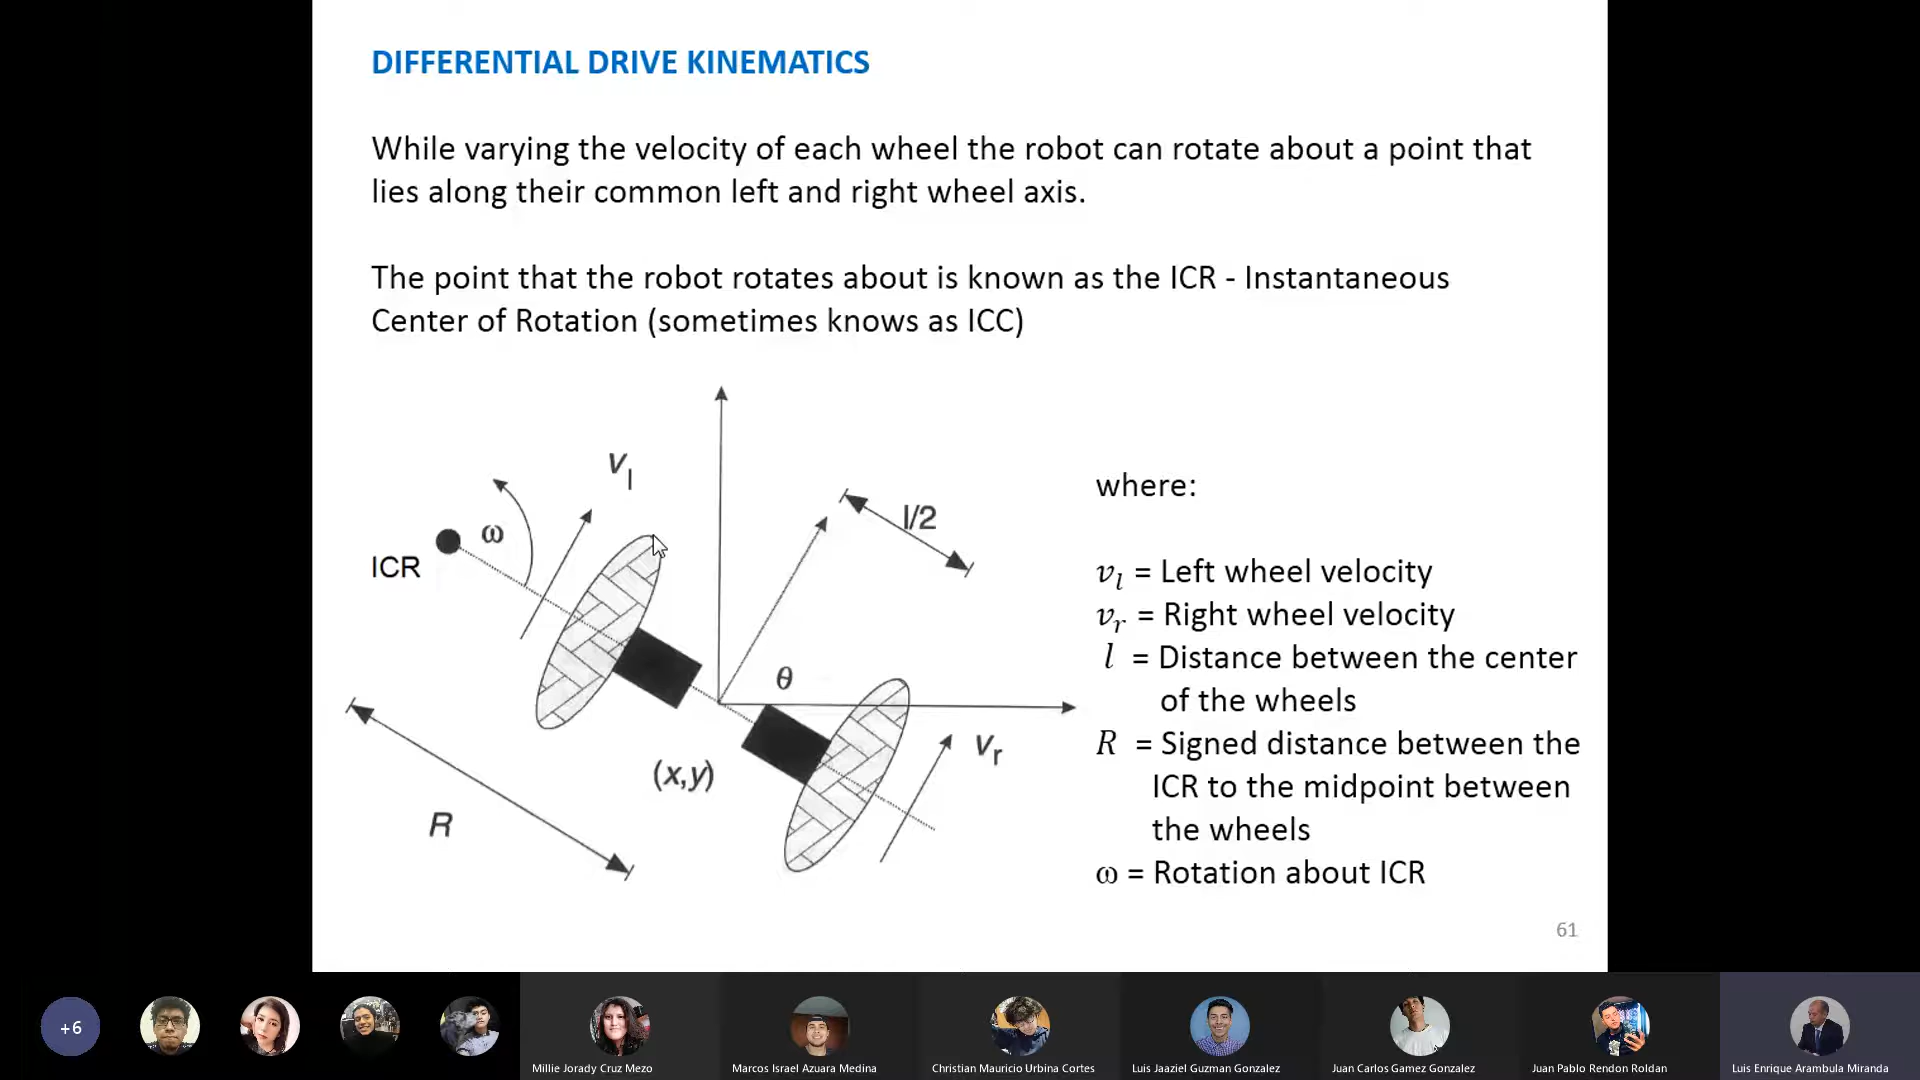 DIFFERENTIAL DRIVE KINEMATICS
While varying the velocity of each wheel the robot can rotate about a point that
lies along their common left and right wheel axis.
The point that the robot rotates about is known as the ICR - Instantaneous
Center of Rotation (sometimes knows as ICC)
v_l
l/2
ω
ICR
θ
v_r
(x,y)
R
where:
v_l = Left wheel velocity
v_r = Right wheel velocity
l = Distance between the center
of the wheels
R = Signed distance between the
ICR to the midpoint between
the wheels
ω = Rotation about ICR
61
+6
Millie Jorady Cruz Mezo
Marcos Israel Azuara Medina
Christian Mauricio Urbina Cortes
Luis Jaaziel Guzman Gonzalez
Juan Carlos Gamez Gonzalez
Juan Pablo Rendon Roldan
Luis Enrique Arambula Miranda